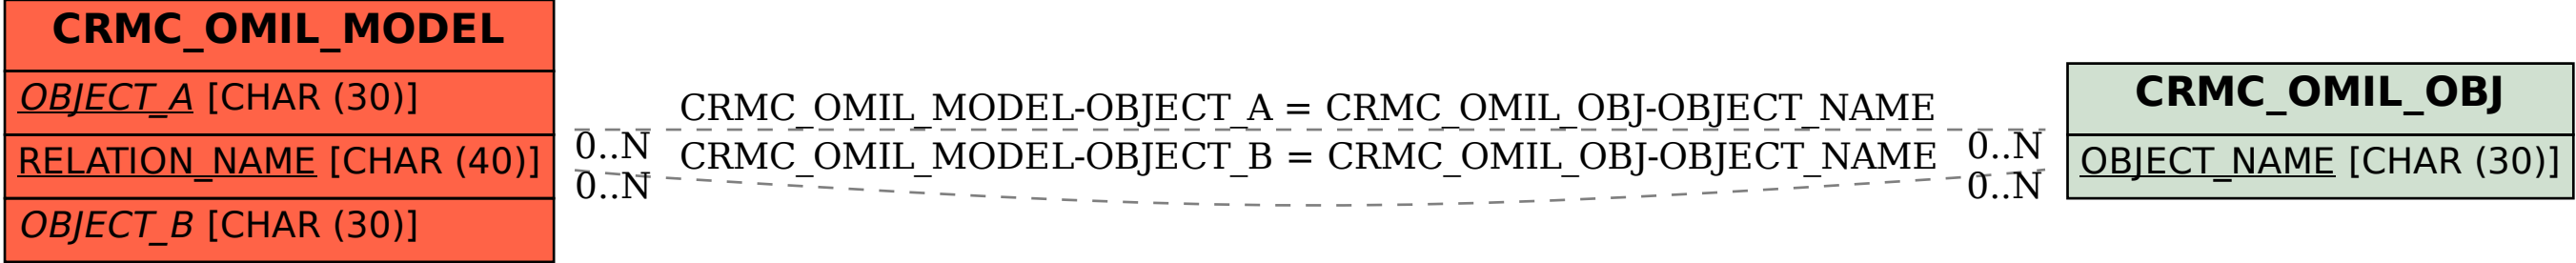 CRMC_OMIL_MODEL
OBJECT_A [CHAR (30)]
RELATION_NAME [CHAR (40)]
OBJECT_B [CHAR (30)]
CRMC_OMIL_MODEL-OBJECT_A = CRMC_OMIL_OBJ-OBJECT_NAME
0..N
0..N
CRMC_OMIL_MODEL-OBJECT_B = CRMC_OMIL_OBJ-OBJECT_NAME
0..N
0..N
CRMC_OMIL_OBJ
OBJECT_NAME [CHAR (30)]